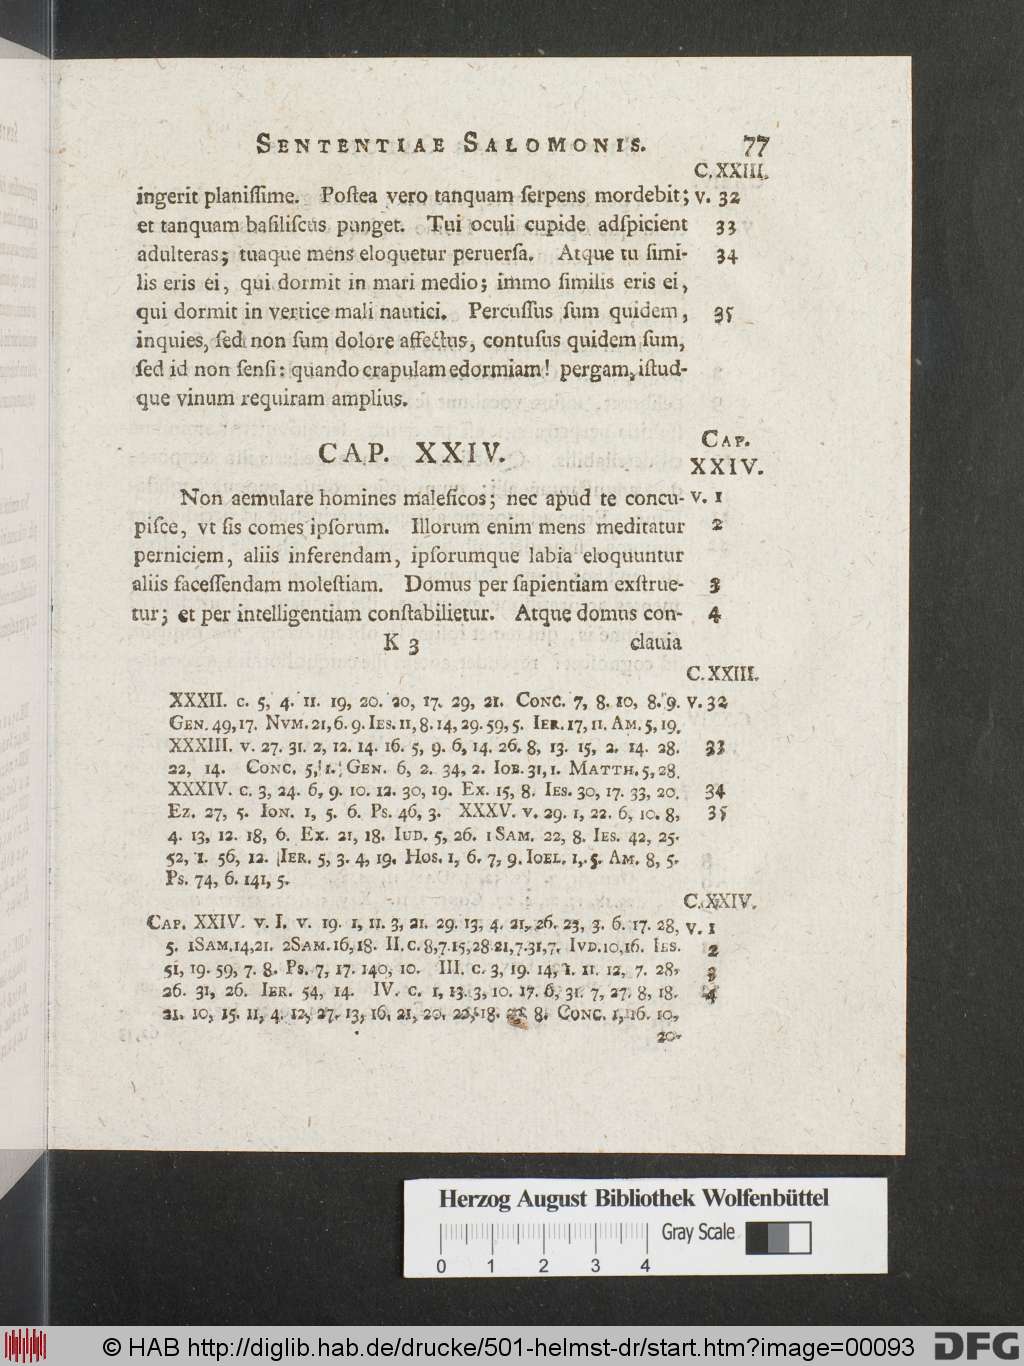 SENTENTIAE SALOMONIS. 77
C. XXIII.
ingerit planiſſime. Poſtea vero tanquam ſerpens mordebit; v. 32
et tanquam baſiliſcus punget. Tui oculi cupide adſpicient 33
adulteras; tuaque mens eloquetur peruerſa. Atque tu ſimi- 34
lis eris ei, qui dormit in mari medio; immo ſimilis eris ei,
qui dormit in vertice mali nautici. Percuſſus ſum quidem, 35
inquies, ſed non ſum dolore affectus, contuſus quidem ſum,
ſed id non ſenſi: quando crapulam edormiam! pergam, iſtud-
que vinum requiram amplius.
CAP. XXIV.
CAP.
XXIV.
Non aemulare homines maleficos; nec apud te concu- v. 1
piſce, vt ſis comes ipſorum. Illorum enim mens meditatur 2
perniciem, aliis inferendam, ipſorumque labia eloquuntur
aliis faceſſendam moleſtiam. Domus per ſapientiam exſtrue- 3
tur; et per intelligentiam conſtabilietur. Atque domus con- 4
K 3 clauia
C. XXIII.
XXXII. c. 5, 4. 11. 19, 20. 20, 17. 29, 21. CONC. 7, 8. 10, 8. 9. v. 32
GEN. 49, 17. NVM. 21, 6. 9. IES. 11, 8. 14, 29. 59, 5. IER. 17, 11. AM. 5, 19.
XXXIII. v. 27. 31. 2, 12. 14. 16. 5, 9. 6, 14. 26. 8, 13. 15, 2. 14. 28. 33
22, 14. CONC. 5, 1. GEN. 6, 2. 34, 2. IOB. 31, 1. MATTH. 5, 28.
XXXIV. c. 3, 24. 6, 9. 10. 12. 30, 19. EX. 15, 8. IES. 30, 17. 33, 20. 34
EZ. 27, 5. ION. 1, 5. 6. PS. 46, 3. XXXV. v. 29. 1, 22. 6, 10. 8, 35
4. 13, 12. 18, 6. EX. 21, 18. IUD. 5, 26. 1 SAM. 22, 8. IES. 42, 25.
52, 1. 56, 12. IER. 5, 3. 4, 19. HOS. 1, 6. 7, 9. IOEL. 1, 5. AM. 8, 5.
PS. 74, 6. 141, 5.
C. XXIV.
CAP. XXIV. v. I. v. 19. 1, 11. 3, 21. 29. 13, 4. 21, 26. 23, 3. 6. 17. 28, v. 1
5. 1SAM. 14, 21. 2SAM. 16, 18. II. c. 8, 7. 15, 28 21, 7. 31, 7. IVD. 10, 16. IES. 2
51, 19. 59, 7. 8. PS. 7, 17. 140, 10. III. c. 3, 19. 14, 1. 11. 12, 7. 28, 3
26. 31, 26. IER. 54, 14. IV. c. 1, 13. 3, 10. 17. 6, 31. 7, 27. 8, 18. 4
21. 10, 15. 11, 4. 12, 27. 13, 16. 21, 20. 22, 18. 8. CONC. 1, 16. 10,
20.
Herzog August Bibliothek Wolfenbüttel
Gray Scale
0 1 2 3 4
© HAB http://diglib.hab.de/drucke/501-helmst-dr/start.htm?image=00093 DFG